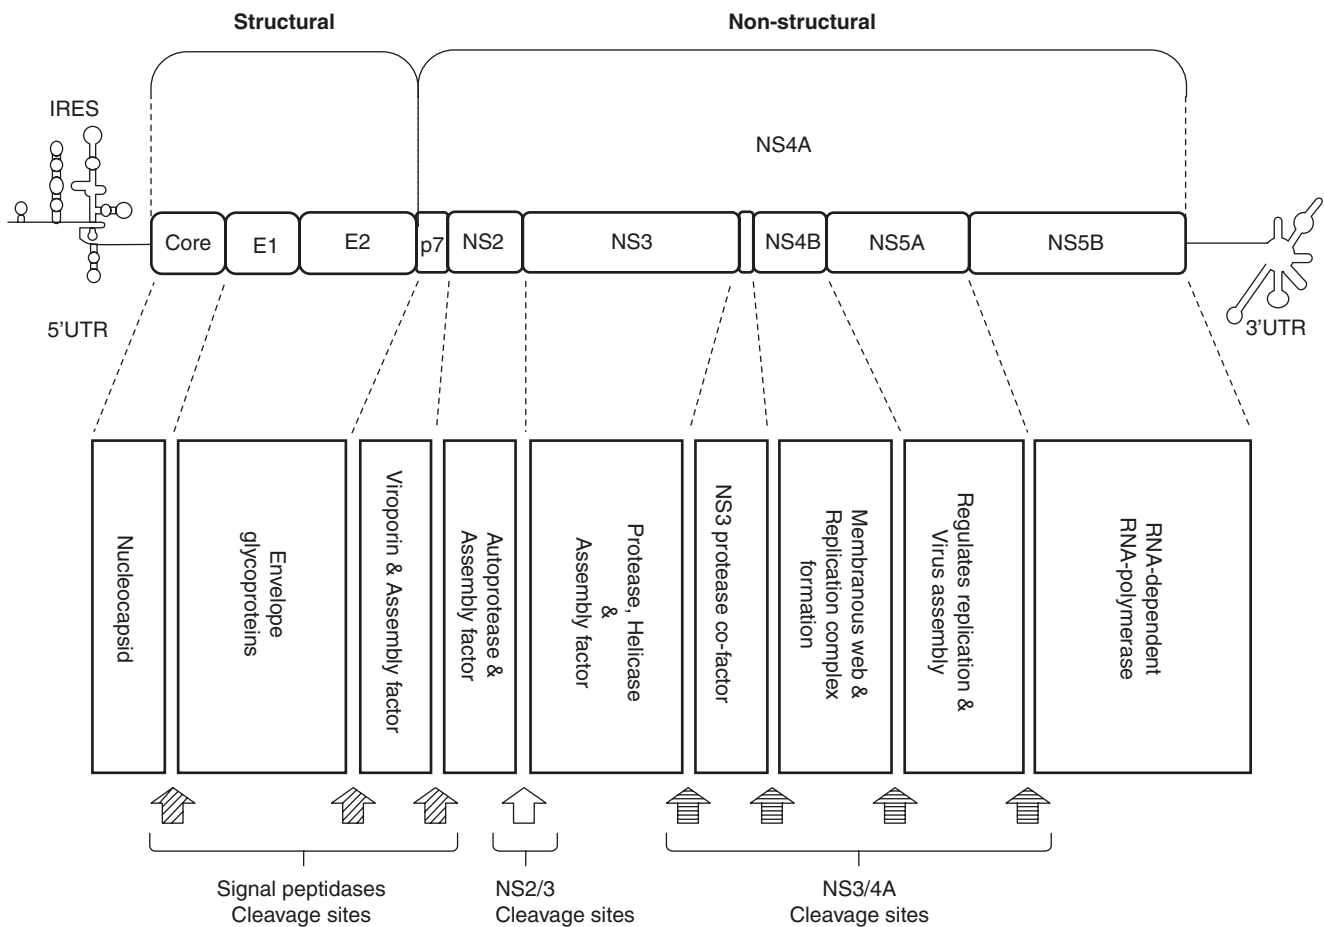 Structural
Non-structural
IRES
NS4A
Core
E1
E2
p7
NS2
NS3
NS4B
NS5A
NS5B
5’UTR
3’UTR
Nucleocapsid
Envelope
glycoproteins
Viroporin & Assembly factor
Autoprotease &
Assembly factor
Protease, Helicase
&
Assembly factor
NS3 protease co-factor
Membranous web &
Replication complex
formation
Regulates replication &
Virus assembly
RNA-dependent
RNA-polymerase
Signal peptidases
Cleavage sites
NS2/3
Cleavage sites
NS3/4A
Cleavage sites